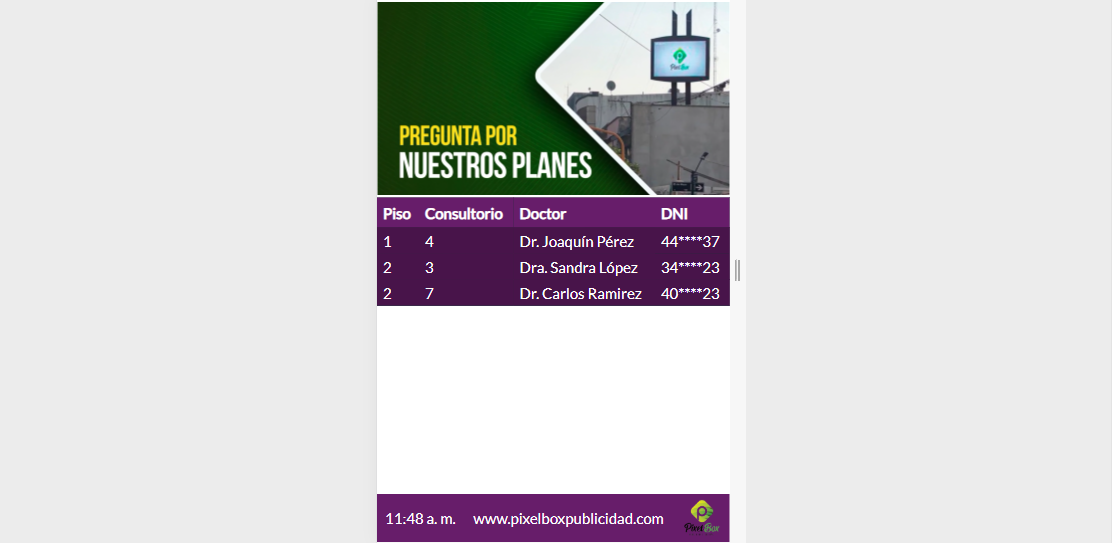 PixelBox
PREGUNTA POR
NUESTROS PLANES
Piso Consultorio Doctor DNI
1 4 Dr. Joaquín Pérez 44****37
2 3 Dra. Sandra López 34****23
2 7 Dr. Carlos Ramirez 40****23
11:48 a. m. www.pixelboxpublicidad.com Pixel Box